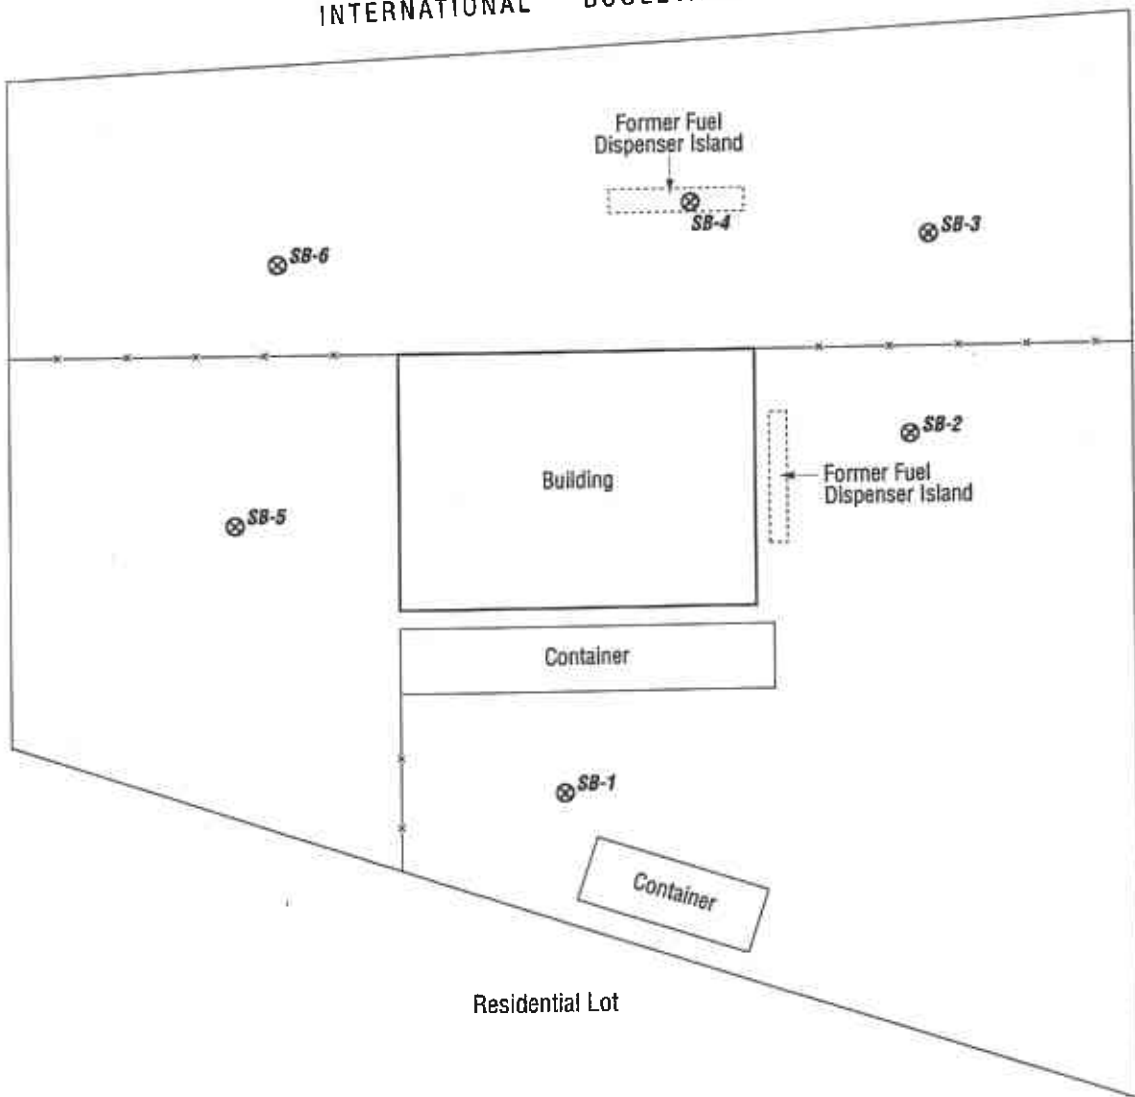 INTERNATIONAL
Former Fuel
Dispenser Island
SB-4
SB-3
SB-6
SB-2
Building
Former Fuel
Dispenser Island
SB-5
Container
SB-1
Container
Residential Lot